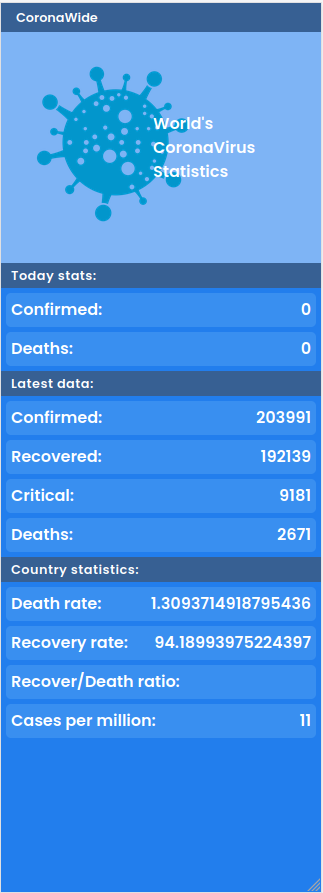 CoronaWide
World's
CoronaVirus
Statistics
Today stats:
Confirmed: 0
Deaths: 0
Latest data:
Confirmed: 203991
Recovered: 192139
Critical: 9181
Deaths: 2671
Country statistics:
Death rate: 1.3093714918795436
Recovery rate: 94.18993975224397
Recover/Death ratio:
Cases per million: 11